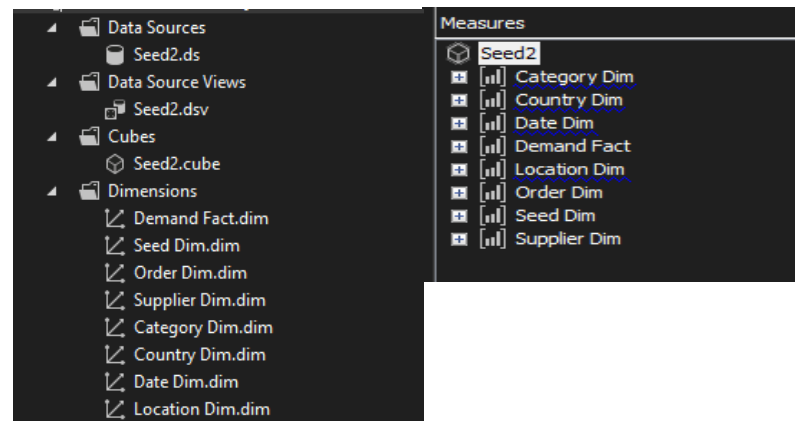 Data Sources
Seed2.ds
Data Source Views
Seed2.dsv
Cubes
Seed2.cube
Dimensions
Demand Fact.dim
Seed Dim.dim
Order Dim.dim
Supplier Dim.dim
Category Dim.dim
Country Dim.dim
Date Dim.dim
Location Dim.dim
Measures
Seed2
Category Dim
Country Dim
Date Dim
Demand Fact
Location Dim
Order Dim
Seed Dim
Supplier Dim